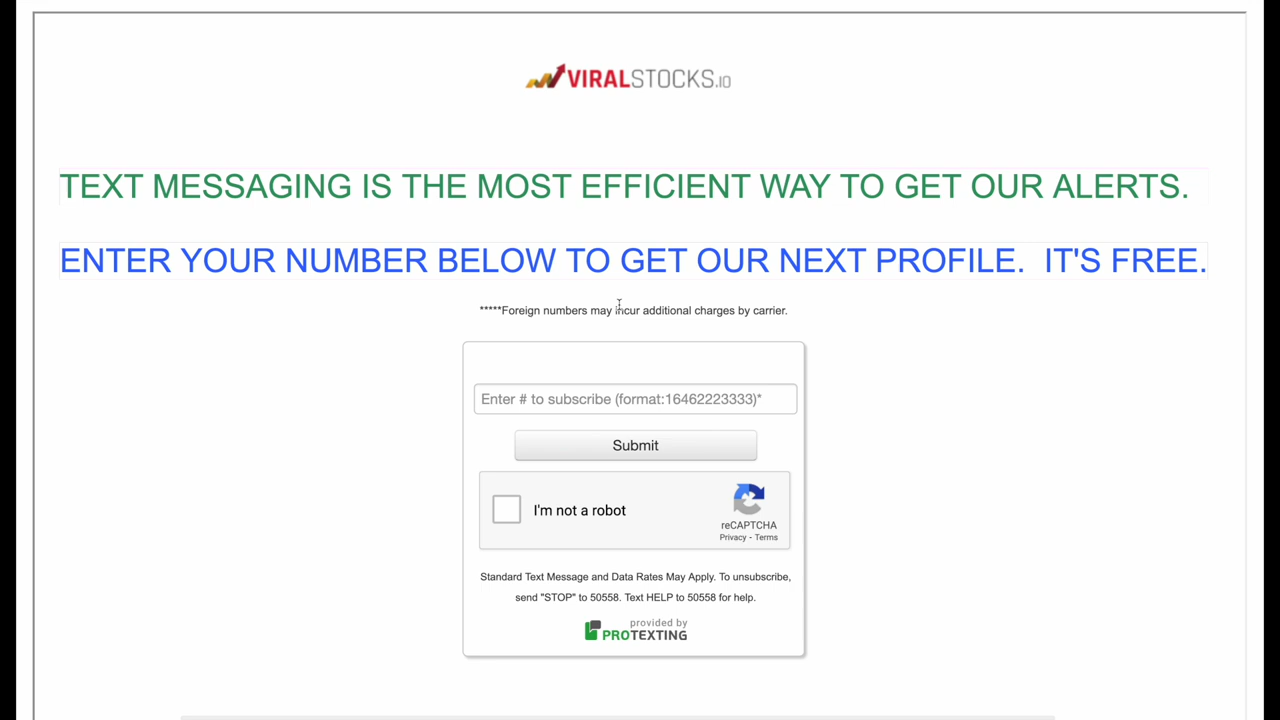 VIRALSTOCKS.IO
TEXT MESSAGING IS THE MOST EFFICIENT WAY TO GET OUR ALERTS.
ENTER YOUR NUMBER BELOW TO GET OUR NEXT PROFILE.  IT'S FREE.
*****Foreign numbers may incur additional charges by carrier.
Enter # to subscribe (format:16462223333)*
Submit
I'm not a robot
reCAPTCHA
Privacy - Terms
Standard Text Message and Data Rates May Apply. To unsubscribe,
send "STOP" to 50558. Text HELP to 50558 for help.
provided by
PROTEXTING